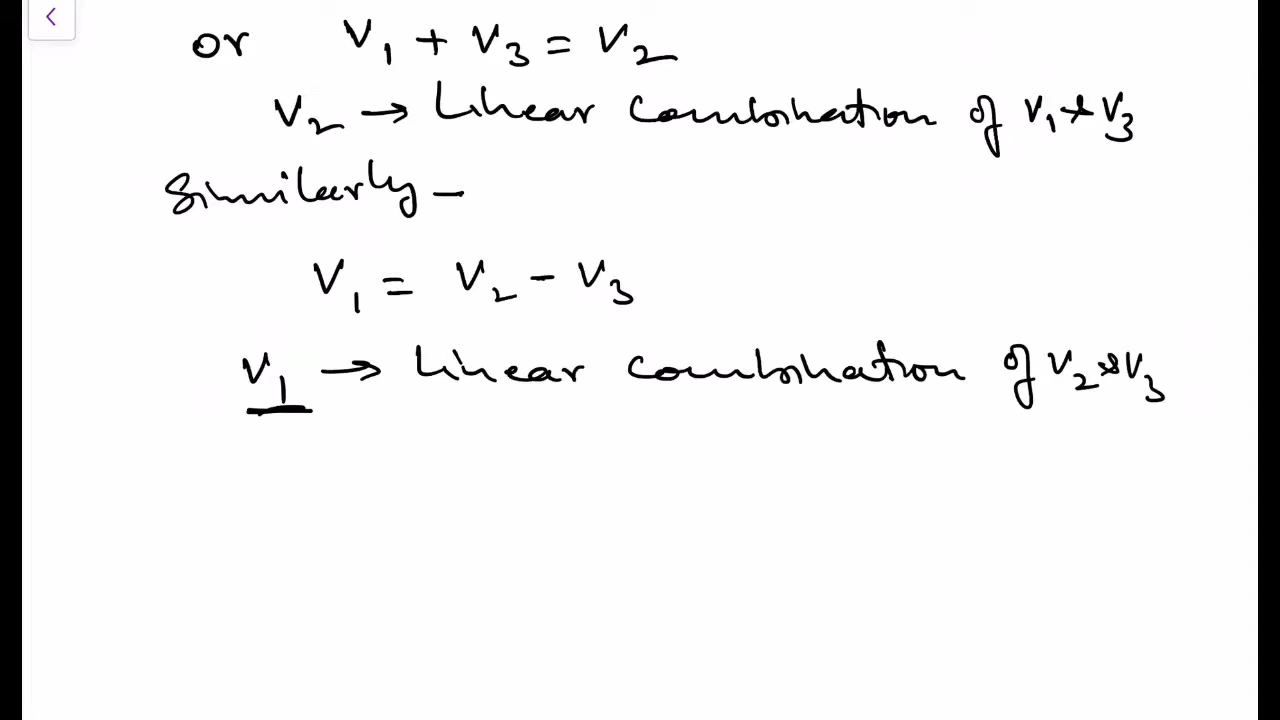 or V₁ + V₃ = V₂
V₂ → Linear combination of V₁ & V₃
Similarly –
V₁ = V₂ – V₃
V₁ → Linear combination of V₂ & V₃